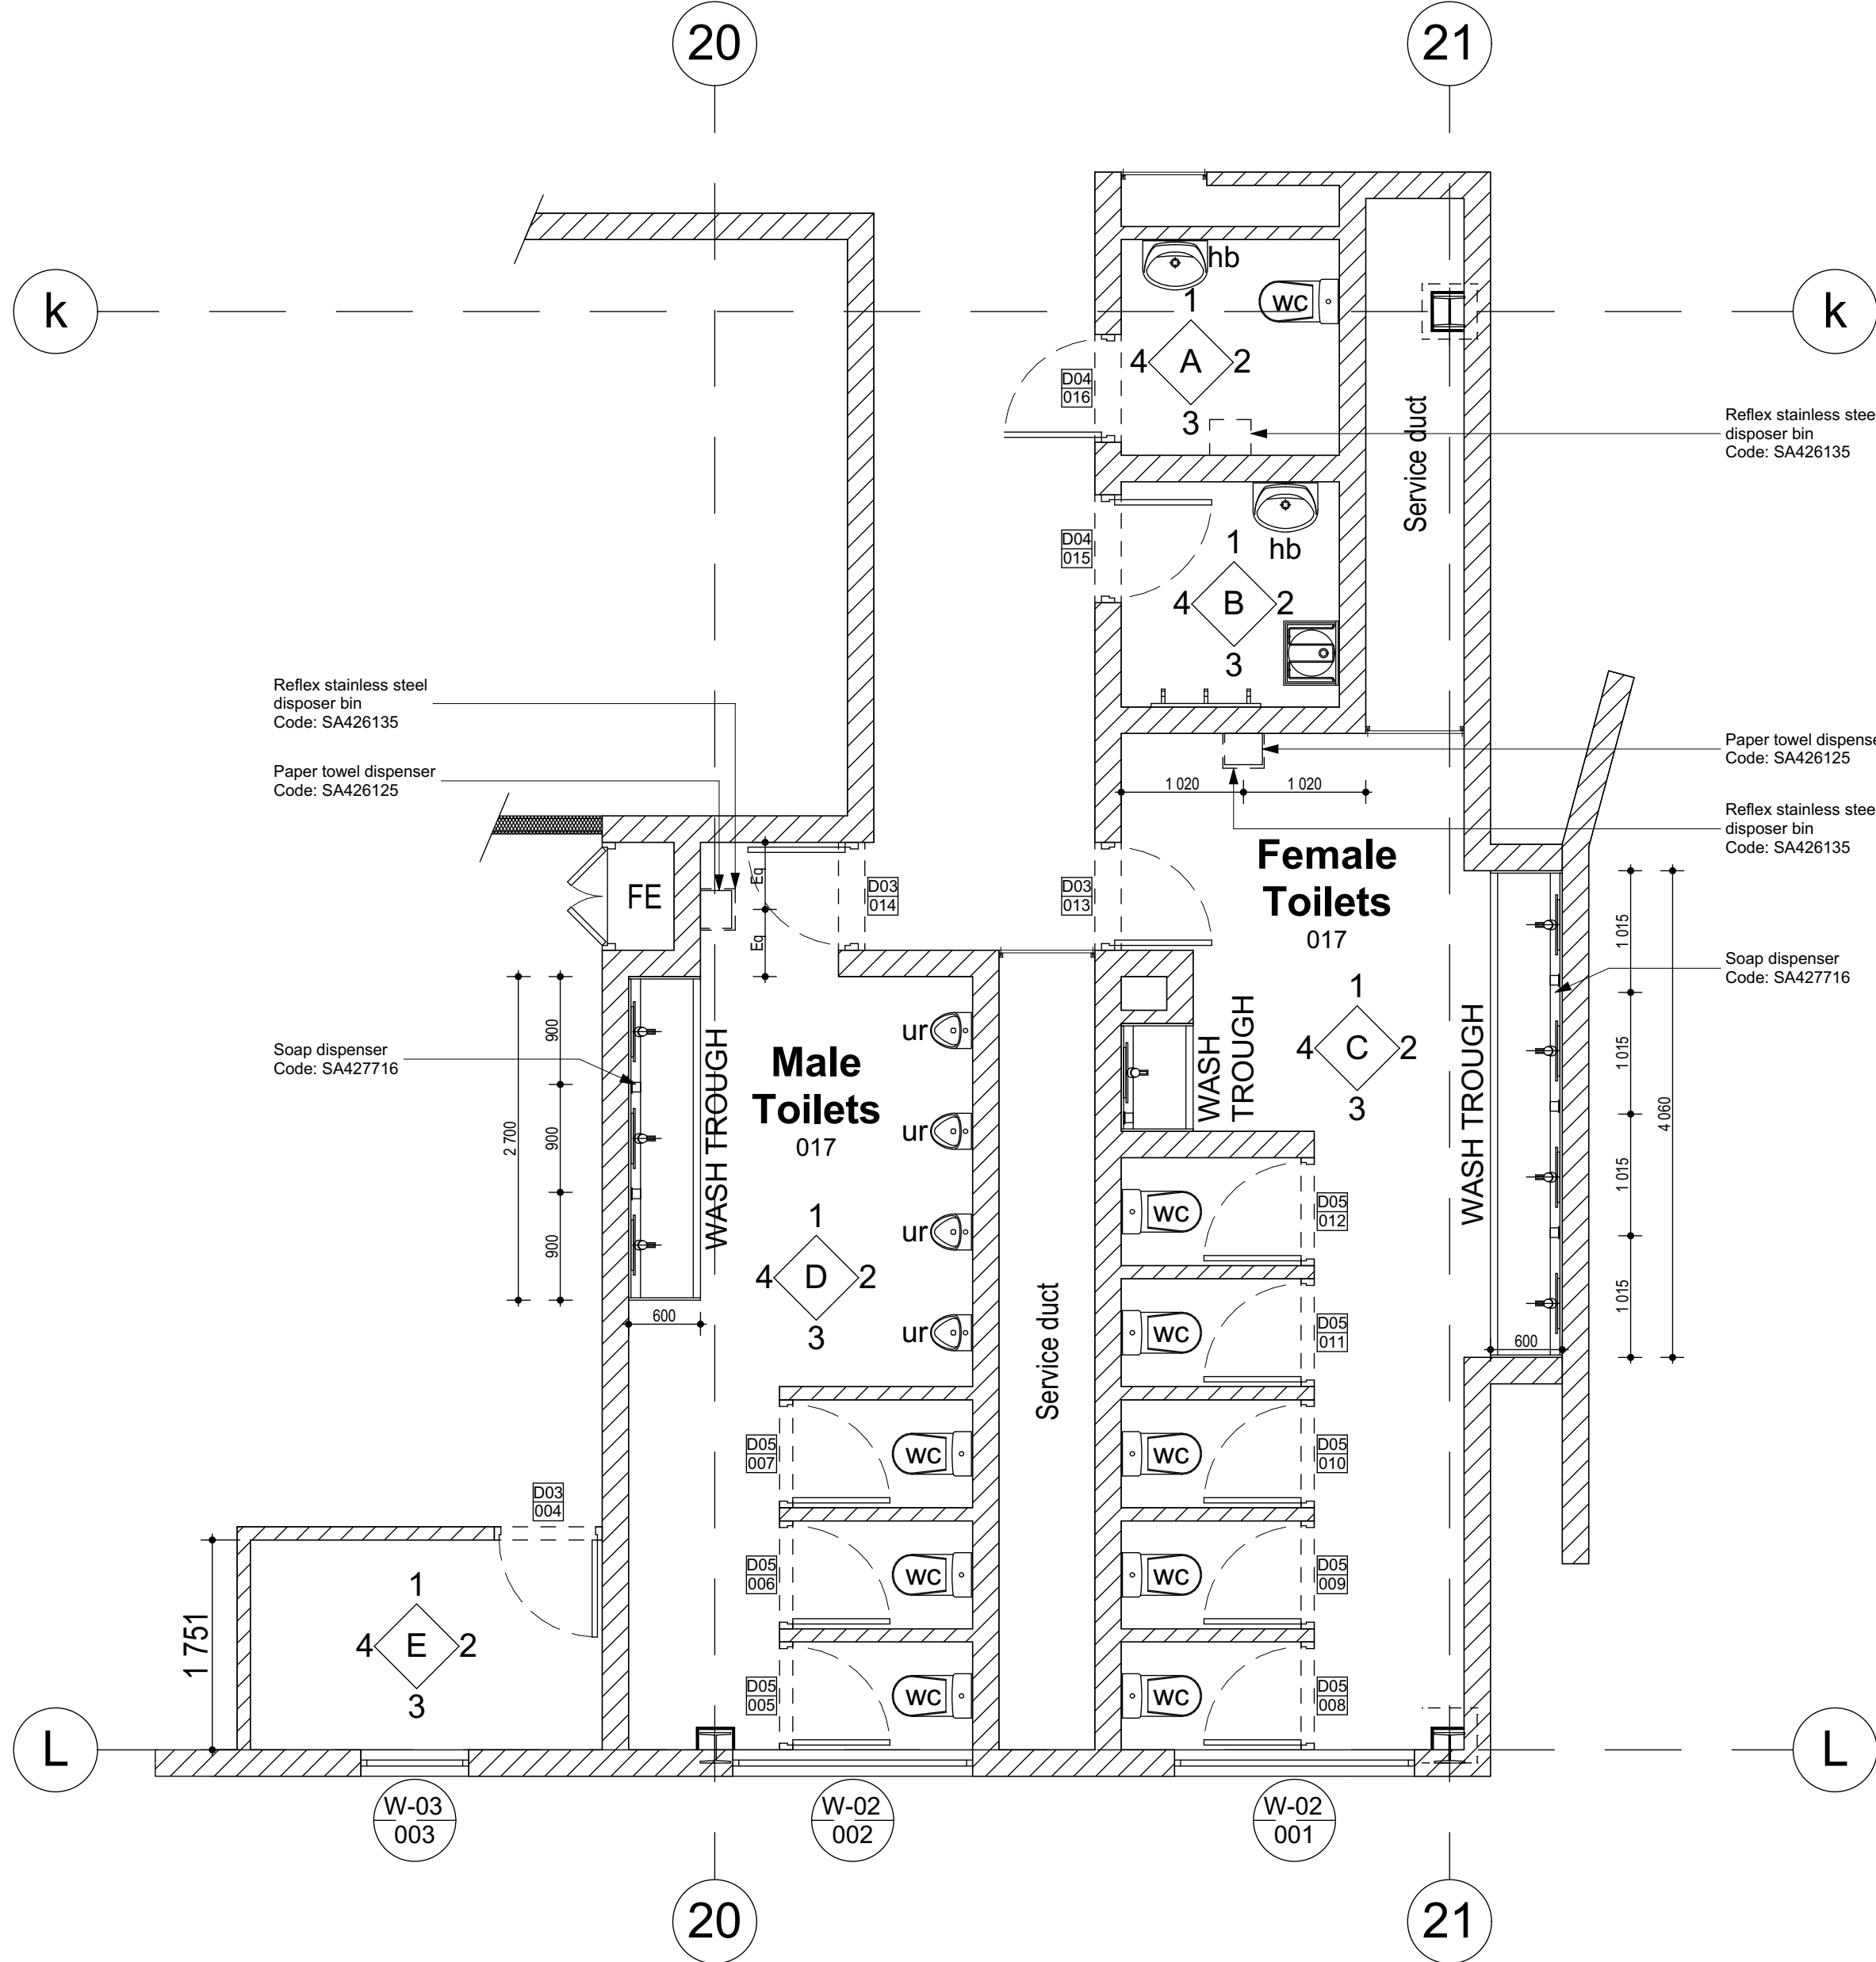 20
21
k
k
hb
1
WC
4
A
2
3
D04
016
Service duct
Reflex stainless stee
disposer bin
Code: SA426135
D04
015
1
hb
4
B
2
3
Reflex stainless steel
disposer bin
Code: SA426135
Paper towel dispenser
Code: SA426125
Paper towel dispense
Code: SA426125
1 020
1 020
Reflex stainless stee
disposer bin
Code: SA426135
Female
Toilets
017
FE
Eq
Eq
D03
014
D03
013
1 015
1 015
1 015
1 015
4 060
Soap dispenser
Code: SA427716
1
4
C
2
3
WASH
TROUGH
WASH TROUGH
600
Soap dispenser
Code: SA427716
900
900
900
2 700
600
WASH TROUGH
Male
Toilets
017
ur
ur
ur
ur
1
4
D
2
3
Service duct
WC
D05
012
WC
D05
011
D05
007
WC
WC
D05
010
D03
004
D05
006
WC
WC
D05
009
1
4
E
2
3
1 751
D05
005
WC
WC
D05
008
L
L
W-03
003
W-02
002
W-02
001
20
21